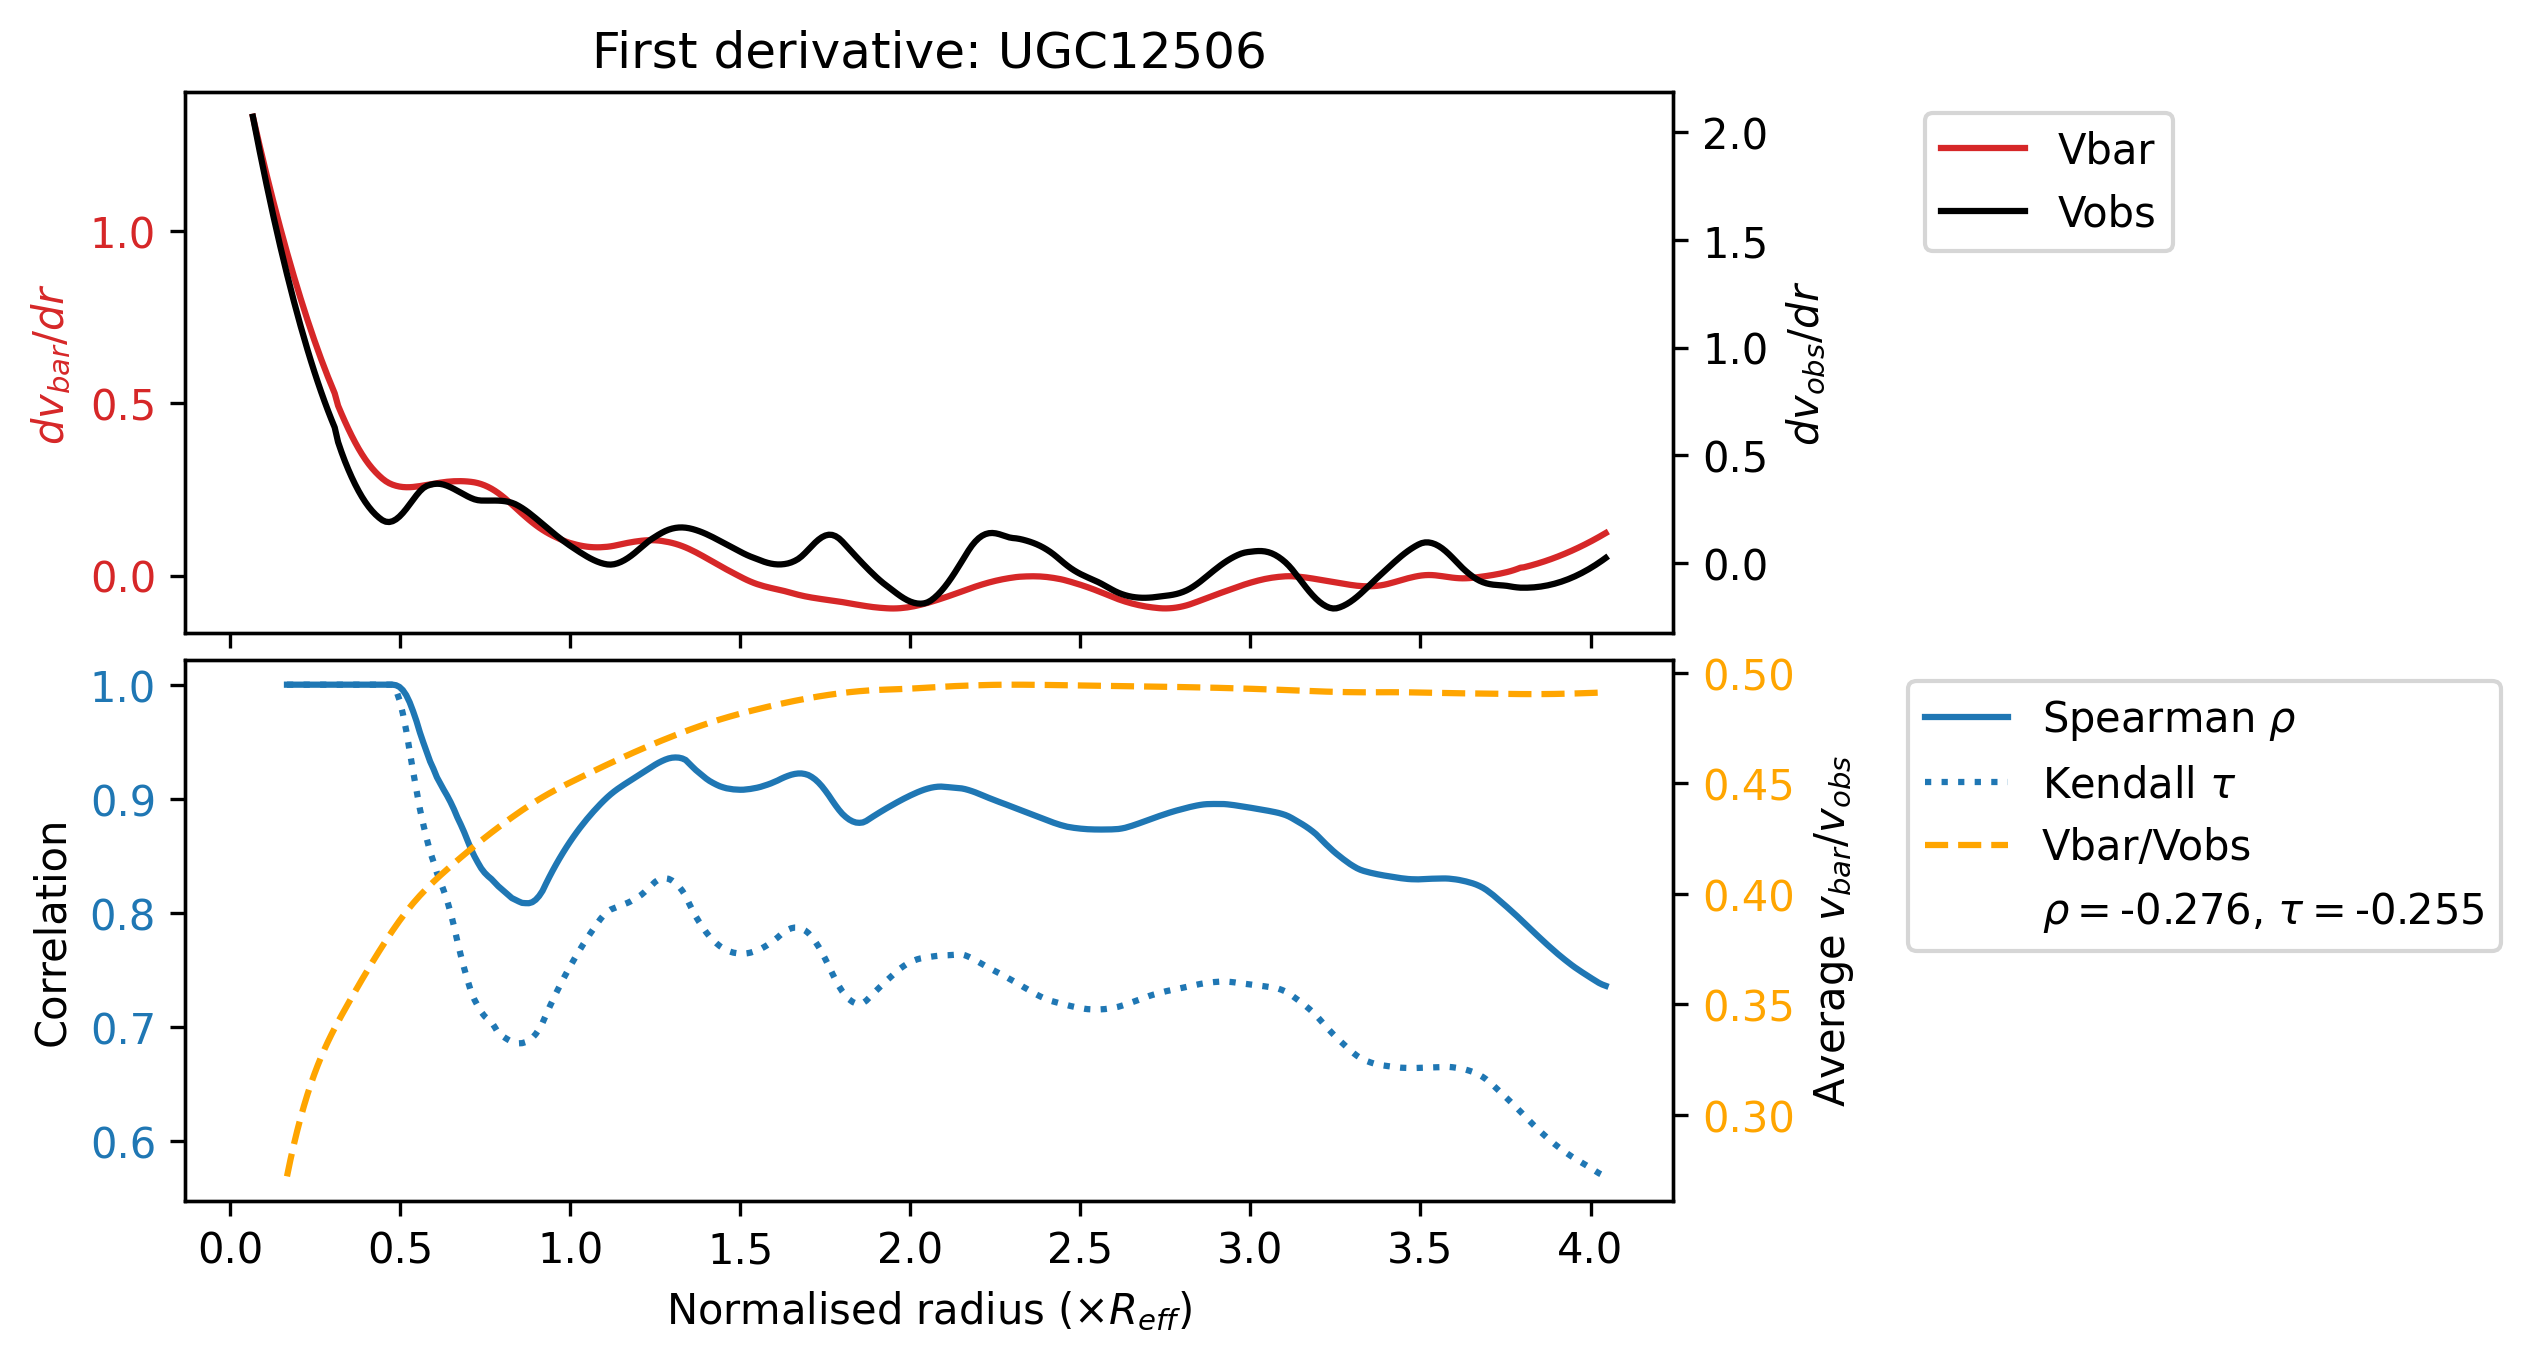 First derivative: UGC12506
1.0
0.5
0.0
dv_bar/dr
2.0
1.5
1.0
0.5
0.0
dv_obs/dr
Vbar
Vobs
1.0
0.9
0.8
0.7
0.6
Correlation
0.50
0.45
0.40
0.35
0.30
Average v_bar/v_obs
Spearman ρ
Kendall τ
Vbar/Vobs
ρ = -0.276, τ = -0.255
0.0 0.5 1.0 1.5 2.0 2.5 3.0 3.5 4.0
Normalised radius (×R_eff)